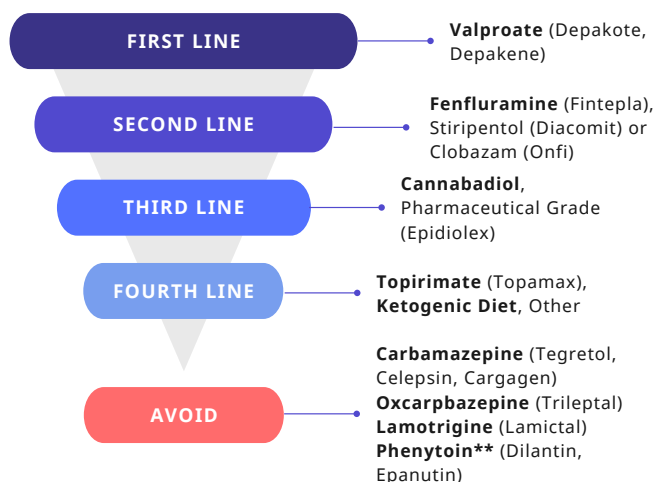 FIRST LINE
Valproate (Depakote,
Depakene)
SECOND LINE
Fenfluramine (Fintepla),
Stiripentol (Diacomit) or
Clobazam (Onfi)
THIRD LINE
Cannabadiol,
Pharmaceutical Grade
(Epidiolex)
FOURTH LINE
Topirimate (Topamax),
Ketogenic Diet, Other
AVOID
Carbamazepine (Tegretol,
Celepsin, Cargagen)
Oxcarpbazepine (Trileptal)
Lamotrigine (Lamictal)
Phenytoin** (Dilantin,
Epanutin)